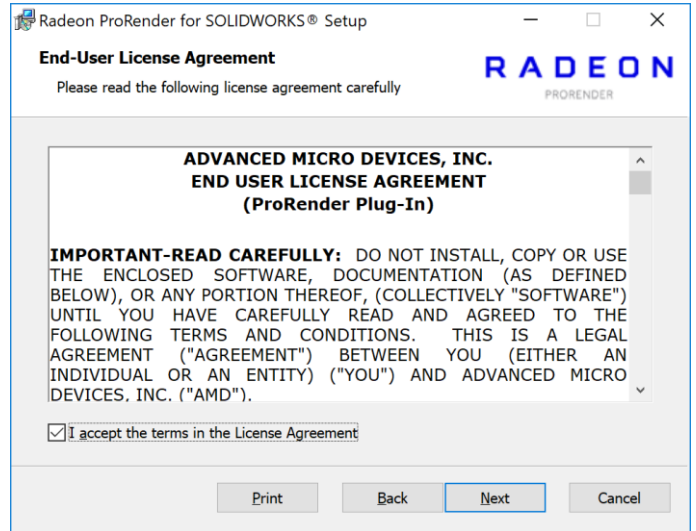 Radeon ProRender for SOLIDWORKS® Setup
End-User License Agreement
Please read the following license agreement carefully
RADEON
PRORENDER
ADVANCED MICRO DEVICES, INC.
END USER LICENSE AGREEMENT
(ProRender Plug-In)
IMPORTANT-READ CAREFULLY: DO NOT INSTALL, COPY OR USE
THE ENCLOSED SOFTWARE, DOCUMENTATION (AS DEFINED
BELOW), OR ANY PORTION THEREOF, (COLLECTIVELY "SOFTWARE")
UNTIL YOU HAVE CAREFULLY READ AND AGREED TO THE
FOLLOWING TERMS AND CONDITIONS. THIS IS A LEGAL
AGREEMENT ("AGREEMENT") BETWEEN YOU (EITHER AN
INDIVIDUAL OR AN ENTITY) ("YOU") AND ADVANCED MICRO
DEVICES, INC. ("AMD").
I accept the terms in the License Agreement
Print
Back
Next
Cancel